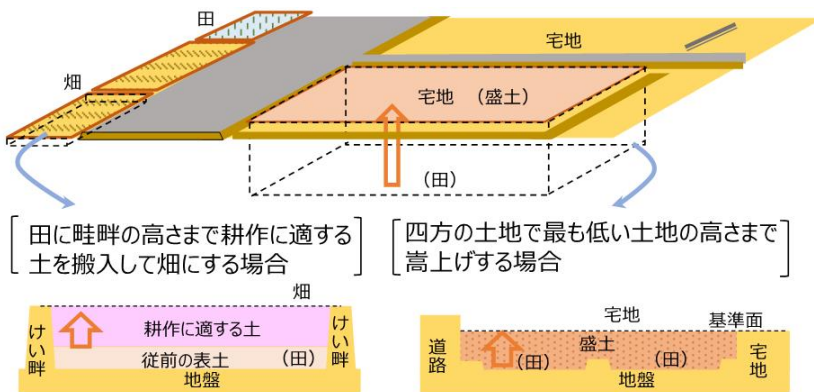 田
宅地
畑
宅地 （盛土）
（田）
田に畦畔の高さまで耕作に適する
土を搬入して畑にする場合
四方の土地で最も低い土地の高さまで
嵩上げする場合
畑
けい畔
耕作に適する土
従前の表土 （田）
けい畔
地盤
宅地
基準面
道路
盛土
（田） （田）
地盤
宅地